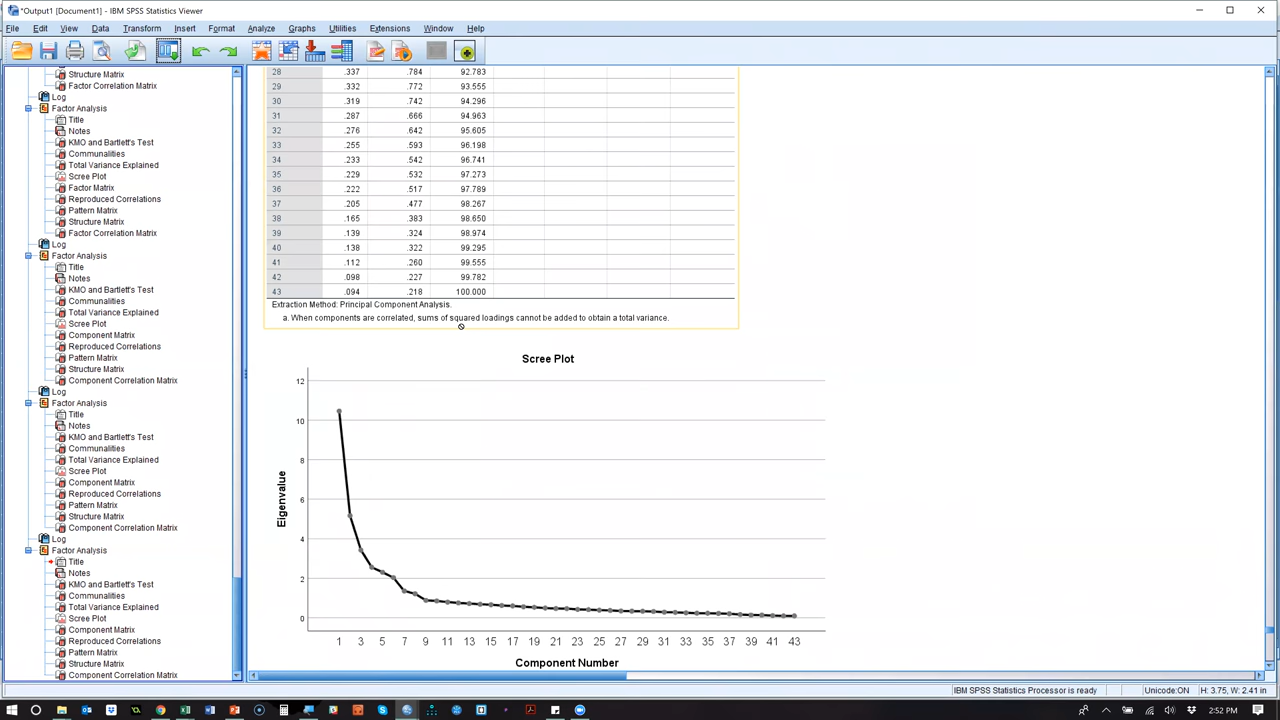 *Output1 [Document1] - IBM SPSS Statistics Viewer
File Edit View Data Transform Insert Format Analyze Graphs Utilities Extensions Window Help
Structure Matrix
Factor Correlation Matrix
Log
Factor Analysis
Title
Notes
KMO and Bartlett's Test
Communalities
Total Variance Explained
Scree Plot
Factor Matrix
Reproduced Correlations
Pattern Matrix
Structure Matrix
Factor Correlation Matrix
Log
Factor Analysis
Title
Notes
KMO and Bartlett's Test
Communalities
Total Variance Explained
Scree Plot
Component Matrix
Reproduced Correlations
Pattern Matrix
Structure Matrix
Component Correlation Matrix
Log
Factor Analysis
Title
Notes
KMO and Bartlett's Test
Communalities
Total Variance Explained
Scree Plot
Component Matrix
Reproduced Correlations
Pattern Matrix
Structure Matrix
Component Correlation Matrix
Log
Factor Analysis
Title
Notes
KMO and Bartlett's Test
Communalities
Total Variance Explained
Scree Plot
Component Matrix
Reproduced Correlations
Pattern Matrix
Structure Matrix
Component Correlation Matrix
28 .337 .784 92.783
29 .332 .772 93.555
30 .319 .742 94.296
31 .287 .666 94.963
32 .276 .642 95.605
33 .255 .593 96.198
34 .233 .542 96.741
35 .229 .532 97.273
36 .222 .517 97.789
37 .205 .477 98.267
38 .165 .383 98.650
39 .139 .324 98.974
40 .138 .322 99.295
41 .112 .260 99.555
42 .098 .227 99.782
43 .094 .218 100.000
Extraction Method: Principal Component Analysis.
a. When components are correlated, sums of squared loadings cannot be added to obtain a total variance.
Scree Plot
12
10
8
6
4
2
0
Eigenvalue
1 3 5 7 9 11 13 15 17 19 21 23 25 27 29 31 33 35 37 39 41 43
Component Number
IBM SPSS Statistics Processor is ready Unicode:ON H: 3.75, W: 2.41 in
2:52 PM